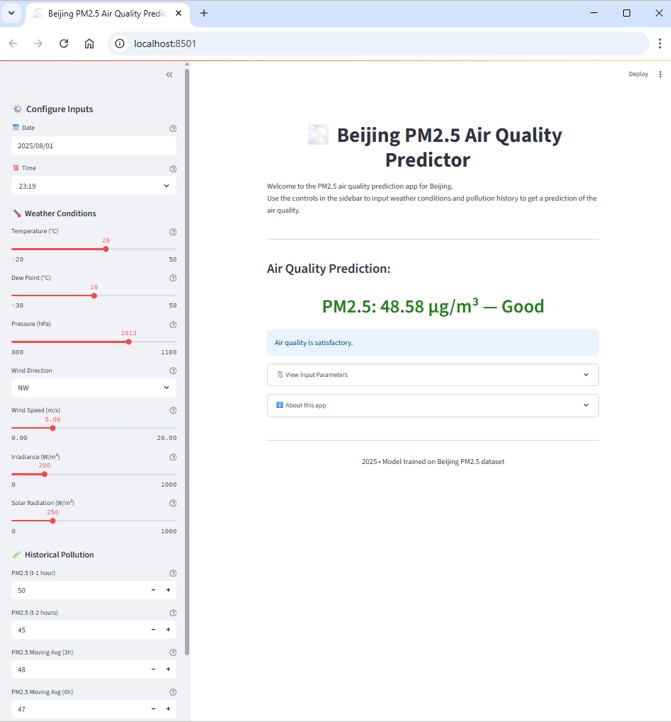 Beijing PM2.5 Air Quality Predic
localhost:8501
Deploy
Configure Inputs
Date
2025/08/01
Time
23:19
Weather Conditions
Temperature (°C)
20
-20 50
Dew Point (°C)
10
-30 50
Pressure (hPa)
1013
800 1100
Wind Direction
NW
Wind Speed (m/s)
5.00
0.00 20.00
Irradiance (W/m²)
200
0 1000
Solar Radiation (W/m²)
250
0 1000
Historical Pollution
PM2.5 (t-1 hour)
50
PM2.5 (t-2 hours)
45
PM2.5 Moving Avg (3h)
48
PM2.5 Moving Avg (6h)
47
Beijing PM2.5 Air Quality
Predictor
Welcome to the PM2.5 air quality prediction app for Beijing.
Use the controls in the sidebar to input weather conditions and pollution history to get a prediction of the
air quality.
Air Quality Prediction:
PM2.5: 48.58 µg/m³ — Good
Air quality is satisfactory.
View Input Parameters
About this app
2025 • Model trained on Beijing PM2.5 dataset